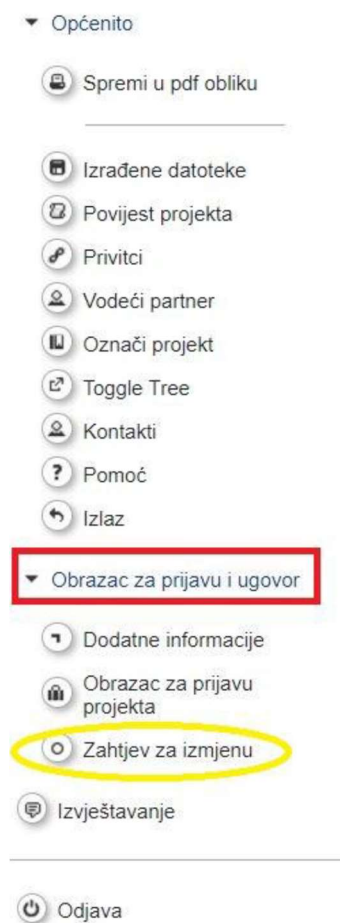 Općenito
Spremi u pdf obliku
Izrađene datoteke
Povijest projekta
Privitci
Vodeći partner
Označi projekt
Toggle Tree
Kontakti
Pomoć
Izlaz
Obrazac za prijavu i ugovor
Dodatne informacije
Obrazac za prijavu
projekta
Zahtjev za izmjenu
Izvještavanje
Odjava